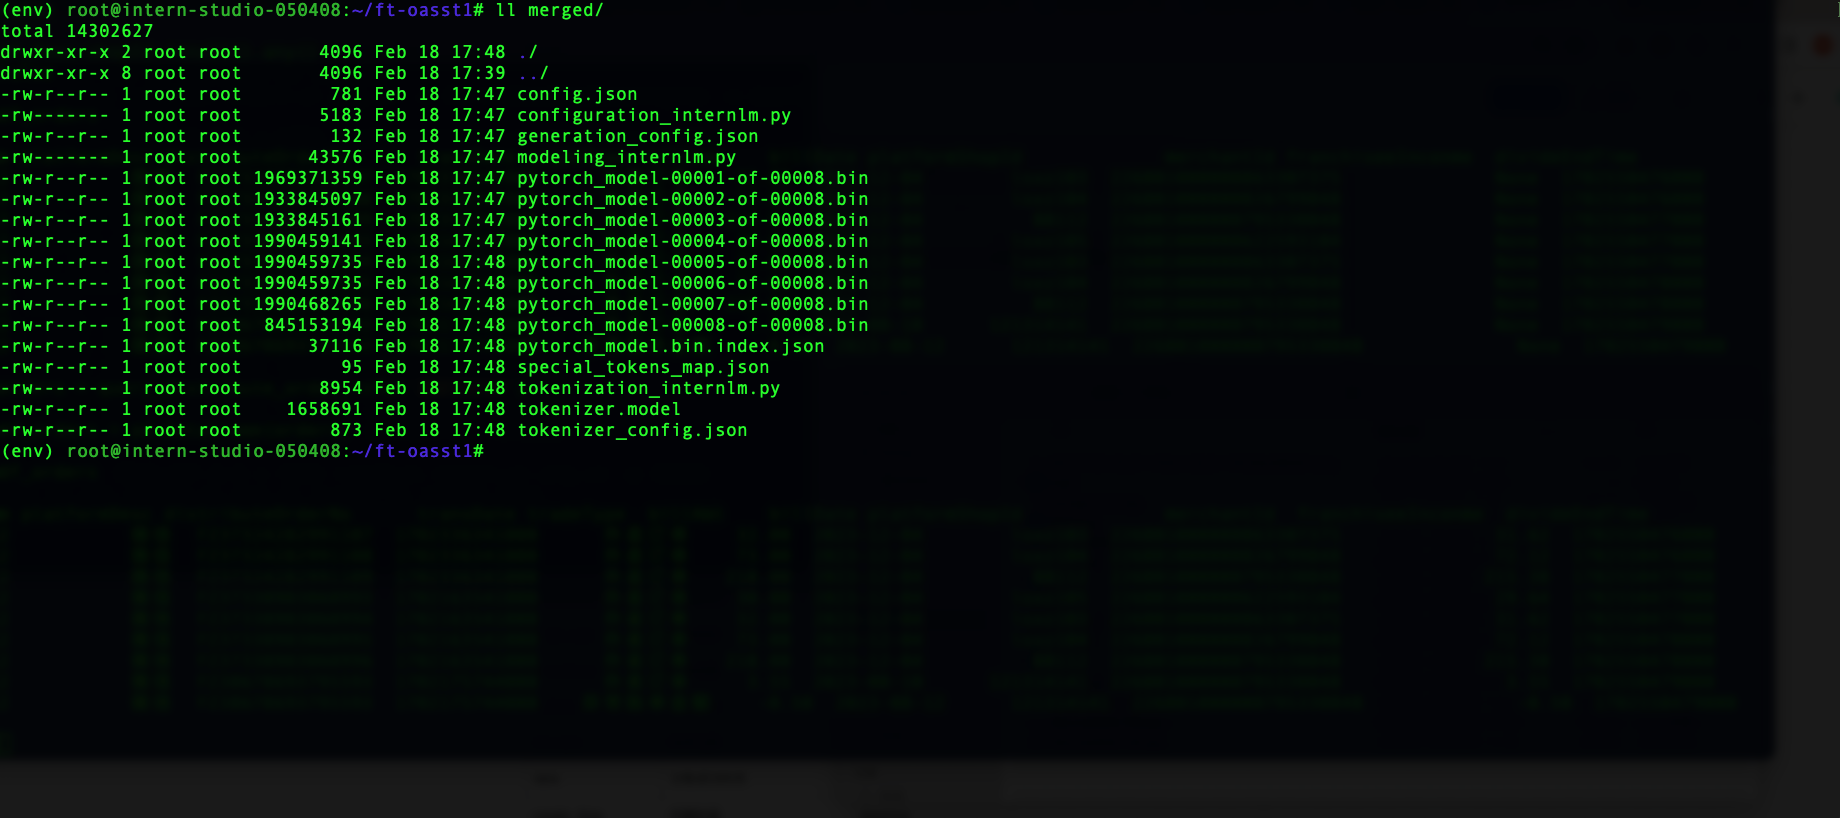 (env) root@intern-studio-050408:~/ft-oasst1# ll merged/
total 14302627
drwxr-xr-x 2 root root       4096 Feb 18 17:48 ./
drwxr-xr-x 8 root root       4096 Feb 18 17:39 ../
-rw-r--r-- 1 root root        781 Feb 18 17:47 config.json
-rw------- 1 root root       5183 Feb 18 17:47 configuration_internlm.py
-rw-r--r-- 1 root root        132 Feb 18 17:47 generation_config.json
-rw------- 1 root root      43576 Feb 18 17:47 modeling_internlm.py
-rw-r--r-- 1 root root 1969371359 Feb 18 17:47 pytorch_model-00001-of-00008.bin
-rw-r--r-- 1 root root 1933845097 Feb 18 17:47 pytorch_model-00002-of-00008.bin
-rw-r--r-- 1 root root 1933845161 Feb 18 17:47 pytorch_model-00003-of-00008.bin
-rw-r--r-- 1 root root 1990459141 Feb 18 17:47 pytorch_model-00004-of-00008.bin
-rw-r--r-- 1 root root 1990459735 Feb 18 17:48 pytorch_model-00005-of-00008.bin
-rw-r--r-- 1 root root 1990459735 Feb 18 17:48 pytorch_model-00006-of-00008.bin
-rw-r--r-- 1 root root 1990468265 Feb 18 17:48 pytorch_model-00007-of-00008.bin
-rw-r--r-- 1 root root  845153194 Feb 18 17:48 pytorch_model-00008-of-00008.bin
-rw-r--r-- 1 root root      37116 Feb 18 17:48 pytorch_model.bin.index.json
-rw-r--r-- 1 root root         95 Feb 18 17:48 special_tokens_map.json
-rw------- 1 root root       8954 Feb 18 17:48 tokenization_internlm.py
-rw-r--r-- 1 root root    1658691 Feb 18 17:48 tokenizer.model
-rw-r--r-- 1 root root        873 Feb 18 17:48 tokenizer_config.json
(env) root@intern-studio-050408:~/ft-oasst1#